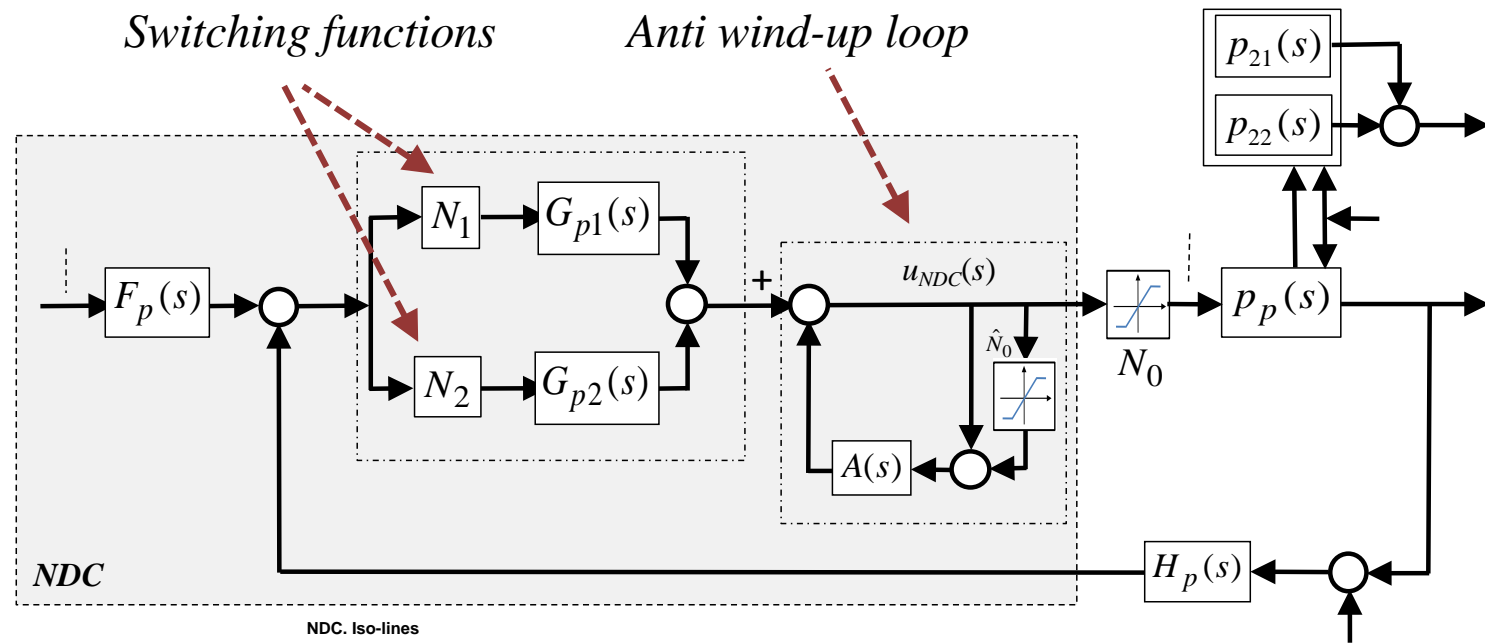 Switching functions
Anti wind-up loop
p21(s)
p22(s)
N1
Gp1(s)
uNDC(s)
+
Fp(s)
pp(s)
N̂0
N0
N2
Gp2(s)
A(s)
Hp(s)
NDC
NDC. Iso-lines